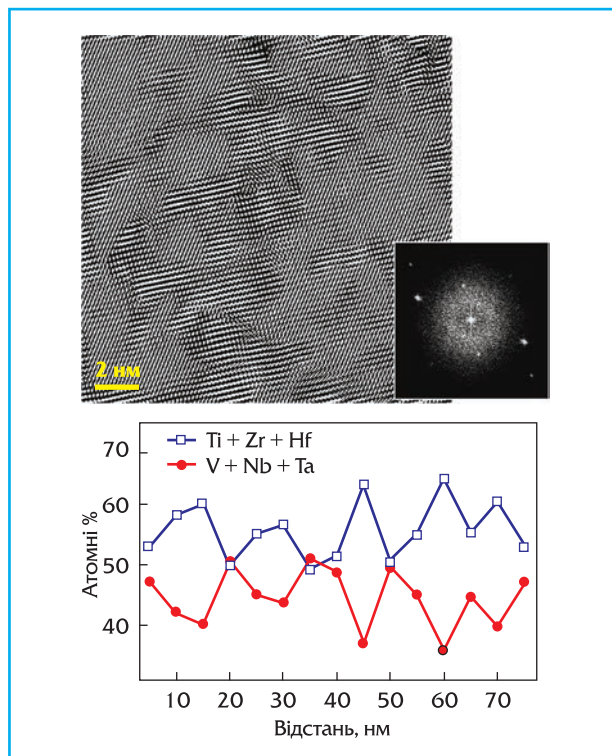 2 нм
70
60
50
40
Атомні %
Ti + Zr + Hf
V + Nb + Ta
10 20 30 40 50 60 70
Відстань, нм